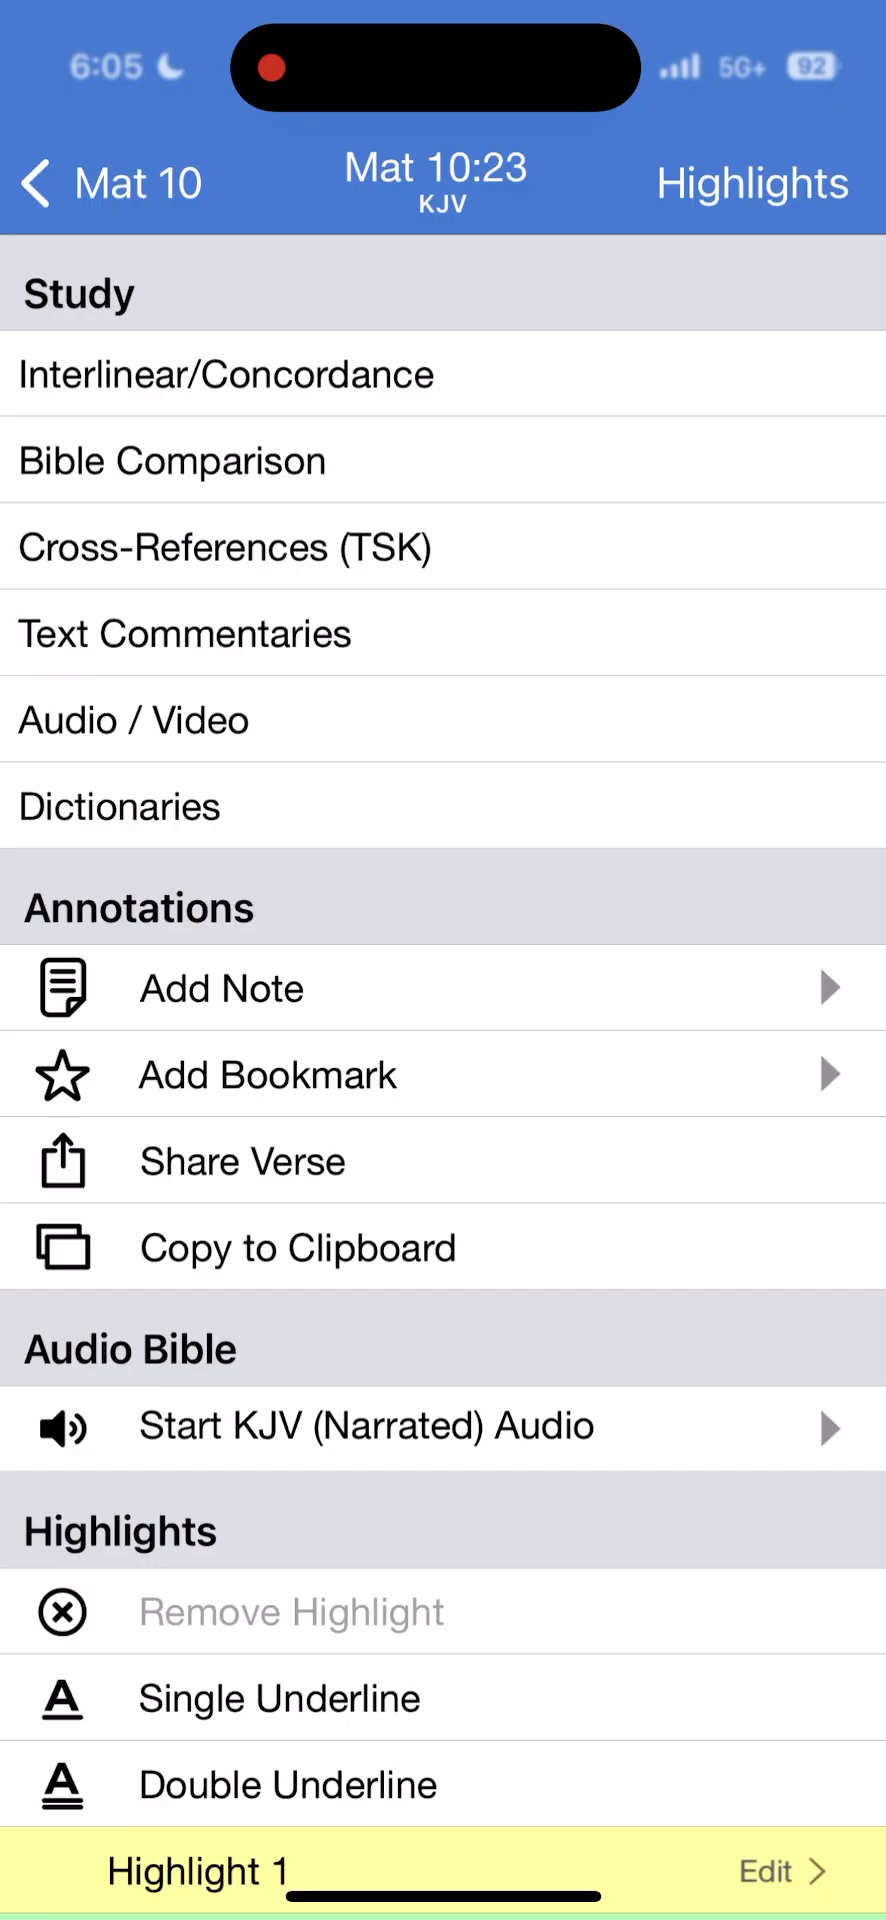 6:05
5G+ 92
Mat 10
Mat 10:23
KJV
Highlights
Study
Interlinear/Concordance
Bible Comparison
Cross-References (TSK)
Text Commentaries
Audio / Video
Dictionaries
Annotations
Add Note
Add Bookmark
Share Verse
Copy to Clipboard
Audio Bible
Start KJV (Narrated) Audio
Highlights
Remove Highlight
A Single Underline
A Double Underline
Highlight 1 Edit